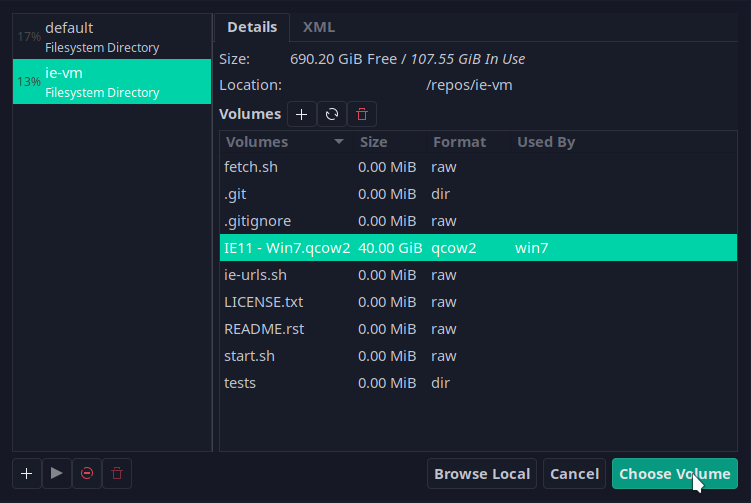 17% default
Filesystem Directory
13% ie-vm
Filesystem Directory
Details XML
Size: 690.20 GiB Free / 107.55 GiB In Use
Location: /repos/ie-vm
Volumes
Volumes Size Format Used By
fetch.sh 0.00 MiB raw
.git 0.00 MiB dir
.gitignore 0.00 MiB raw
IE11 - Win7.qcow2 40.00 GiB qcow2 win7
ie-urls.sh 0.00 MiB raw
LICENSE.txt 0.00 MiB raw
README.rst 0.00 MiB raw
start.sh 0.00 MiB raw
tests 0.00 MiB dir
Browse Local Cancel Choose Volume